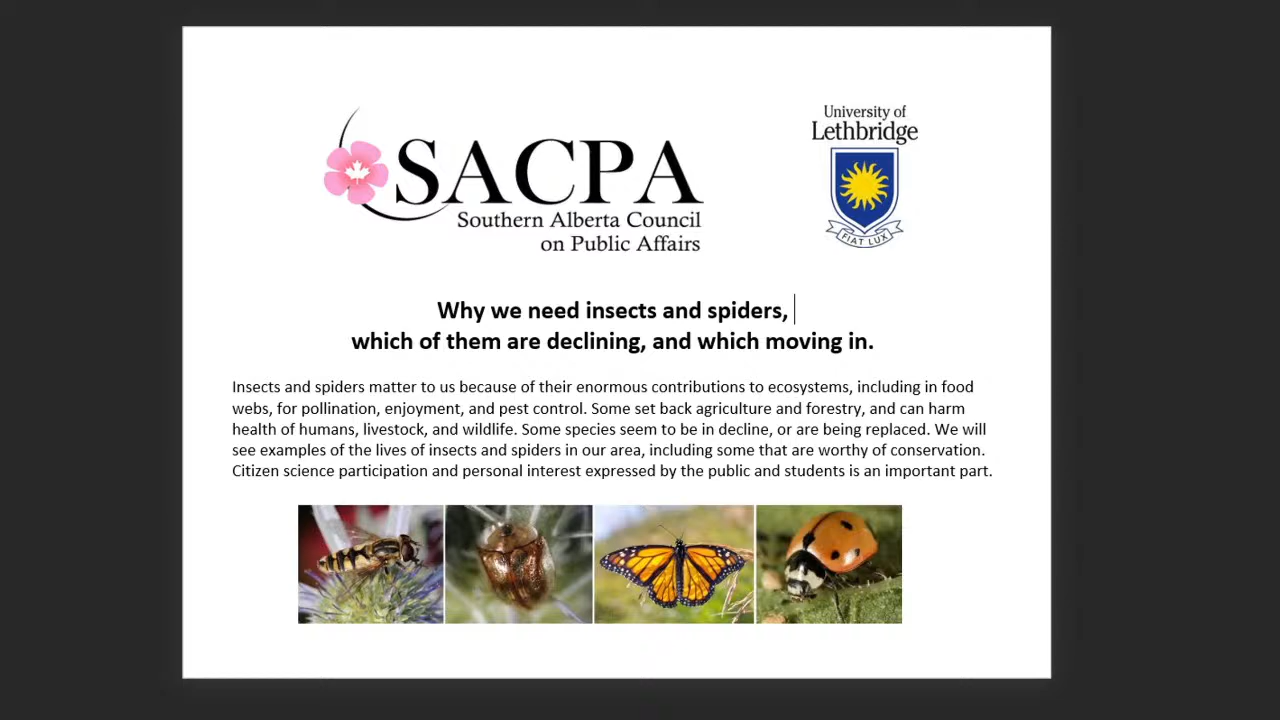 SACPA
Southern Alberta Council
on Public Affairs
University of
Lethbridge
FIAT LUX
Why we need insects and spiders,
which of them are declining, and which moving in.
Insects and spiders matter to us because of their enormous contributions to ecosystems, including in food
webs, for pollination, enjoyment, and pest control. Some set back agriculture and forestry, and can harm
health of humans, livestock, and wildlife. Some species seem to be in decline, or are being replaced. We will
see examples of the lives of insects and spiders in our area, including some that are worthy of conservation.
Citizen science participation and personal interest expressed by the public and students is an important part.